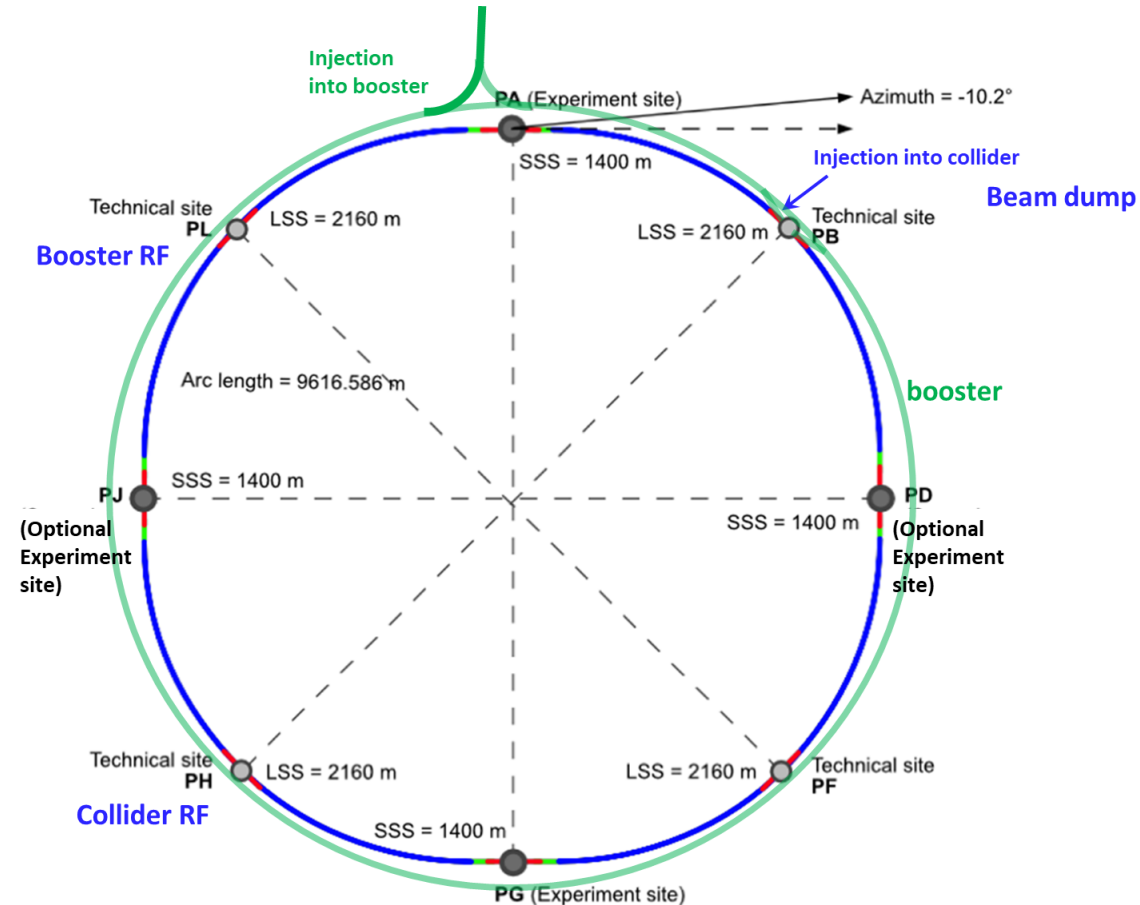 Injection
into booster
PA (Experiment site)
Azimuth = -10.2°
SSS = 1400 m
Injection into collider
Beam dump
Technical site
PL
LSS = 2160 m
Booster RF
LSS = 2160 m
Technical site
PB
Arc length = 9616.586 m
booster
PJ
SSS = 1400 m
(Optional
Experiment
site)
PD
SSS = 1400 m
(Optional
Experiment
site)
Technical site
PH
LSS = 2160 m
Collider RF
LSS = 2160 m
Technical site
PF
SSS = 1400 m
PG (Experiment site)